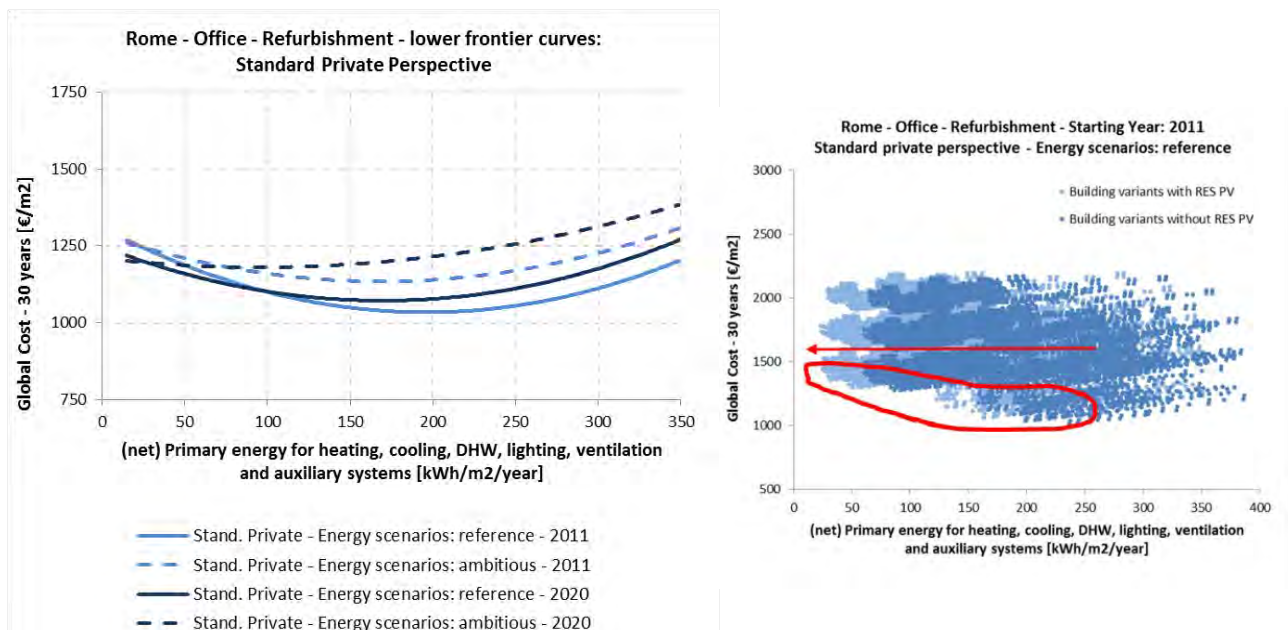 Rome - Office - Refurbishment - lower frontier curves:
Standard Private Perspective
1750
1500
1250
1000
750
Global Cost - 30 years [€/m2]
0 50 100 150 200 250 300 350
(net) Primary energy for heating, cooling, DHW, lighting, ventilation
and auxiliary systems [kWh/m2/year]
Stand. Private - Energy scenarios: reference - 2011
Stand. Private - Energy scenarios: ambitious - 2011
Stand. Private - Energy scenarios: reference - 2020
Stand. Private - Energy scenarios: ambitious - 2020
Rome - Office - Refurbishment - Starting Year: 2011
Standard private perspective - Energy scenarios: reference
3000
2500
2000
1500
1000
500
Global Cost - 30 years [€/m2]
Building variants with RES PV
Building variants without RES PV
0 50 100 150 200 250 300 350 400
(net) Primary energy for heating, cooling, DHW, lighting, ventilation
and auxiliary systems [kWh/m2/year]